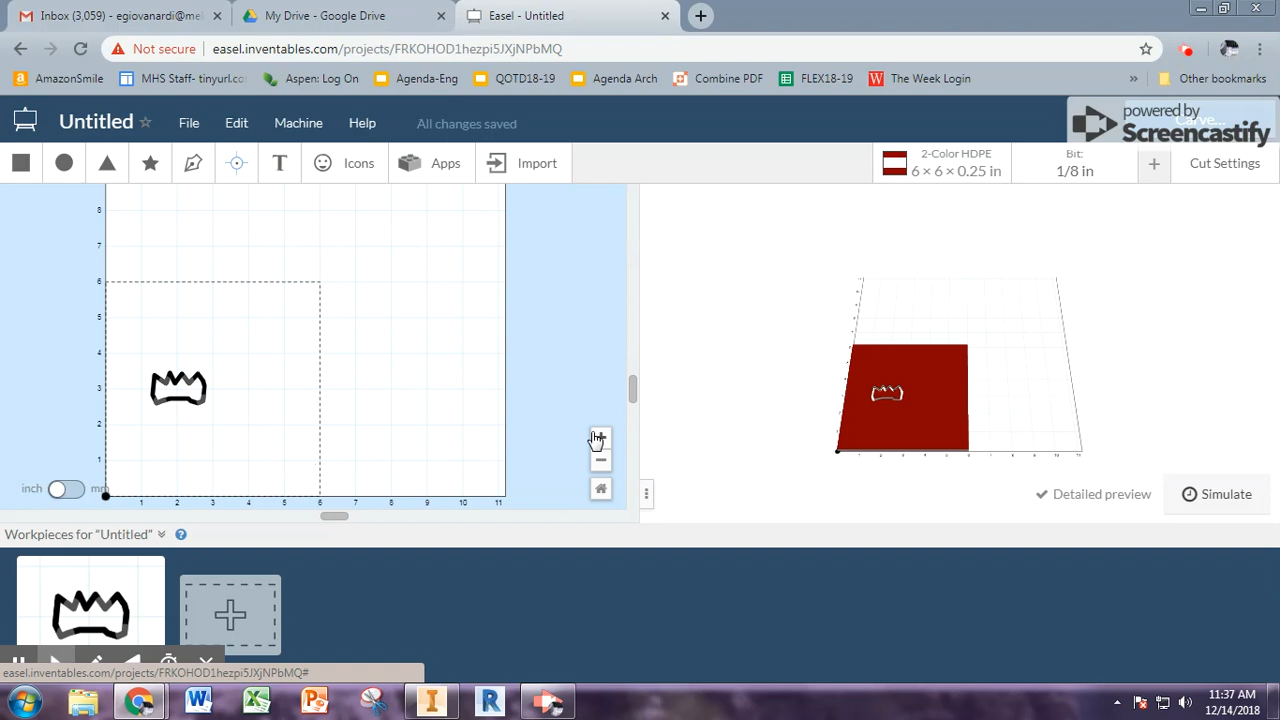 Inbox (3,059) - egiovanardi@mel
My Drive - Google Drive
Easel - Untitled
Not secure
easel.inventables.com/projects/FRKOHOD1hezpi5JXjNPbMQ
AmazonSmile
MHS Staff- tinyurl.co
Aspen: Log On
Agenda-Eng
QOTD18-19
Agenda Arch
Combine PDF
FLEX18-19
The Week Login
»
Other bookmarks
Untitled
File
Edit
Machine
Help
All changes saved
Carve...
powered by
Screencastify
T
Icons
Apps
Import
2-Color HDPE
6 × 6 × 0.25 in
Bit:
1/8 in
+
Cut Settings
8
7
6
5
4
3
2
1
1 2 3 4 5 6 7 8 9 10 11
inch
mm
Detailed preview
Simulate
Workpieces for "Untitled"
?
easel.inventables.com/projects/FRKOHOD1hezpi5JXjNPbMQ#
11:37 AM
12/14/2018